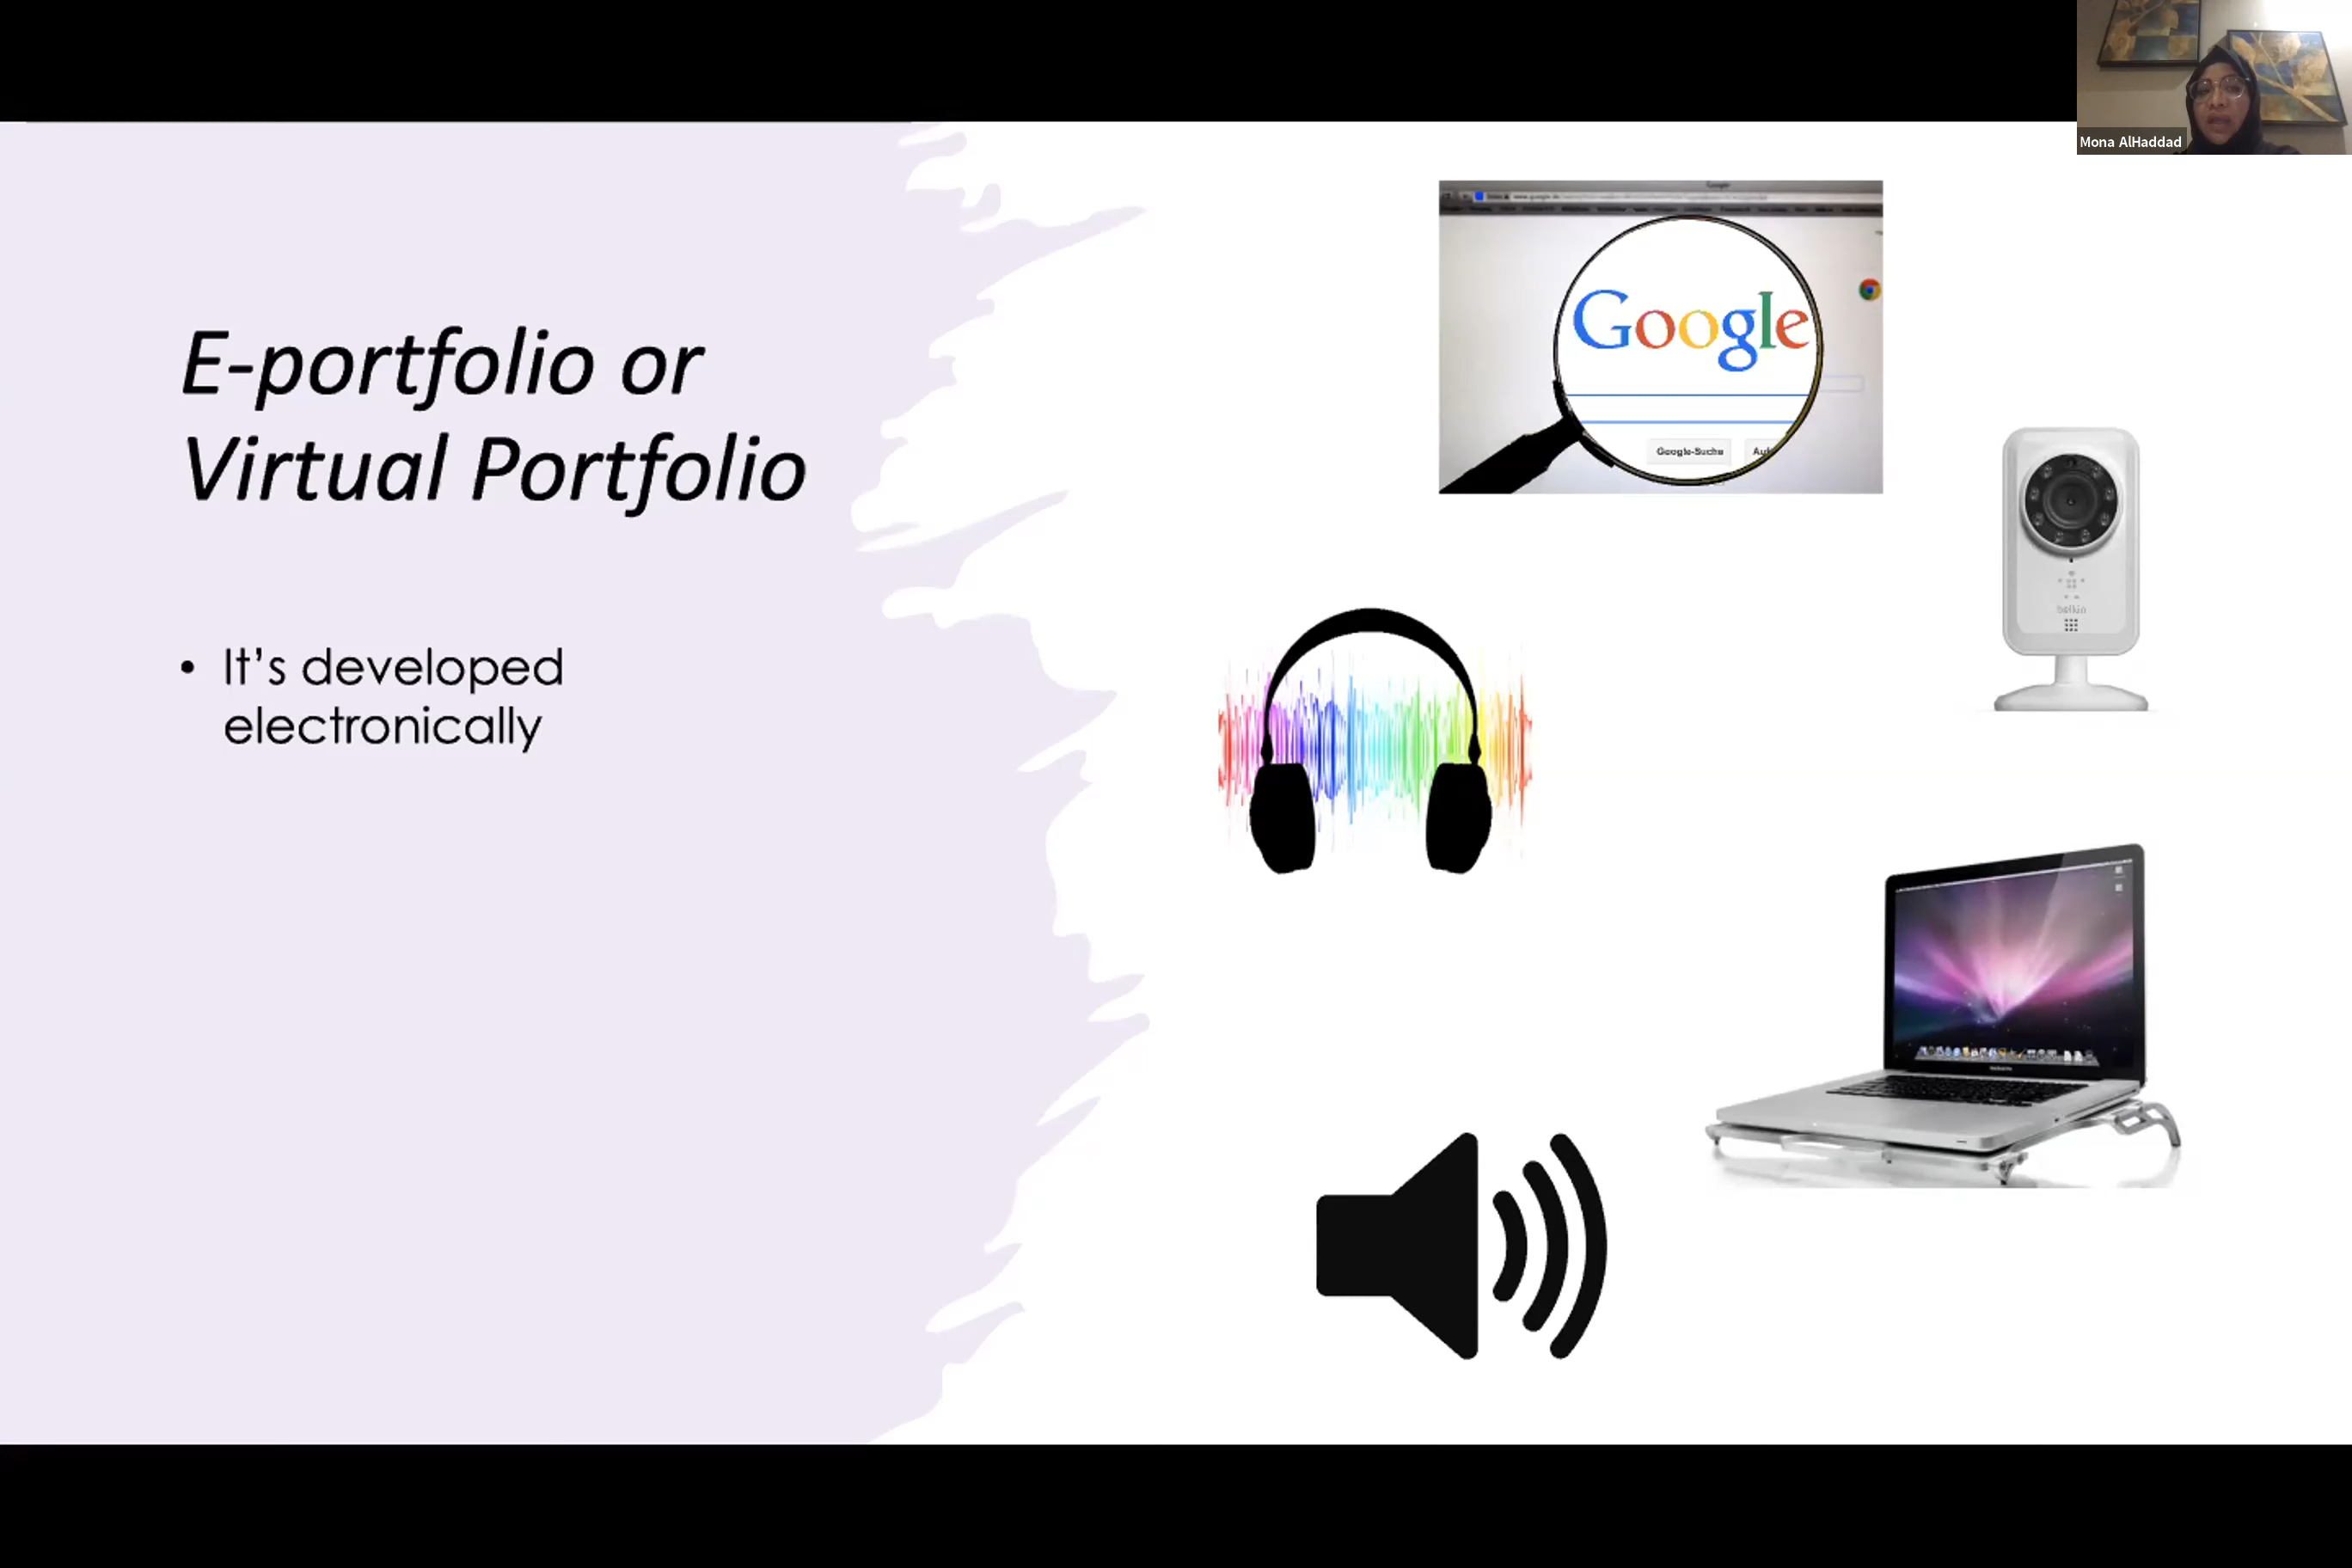 Mona AlHaddad
Google
Google-Suche
E-portfolio or
Virtual Portfolio
belkin
• It’s developed
electronically